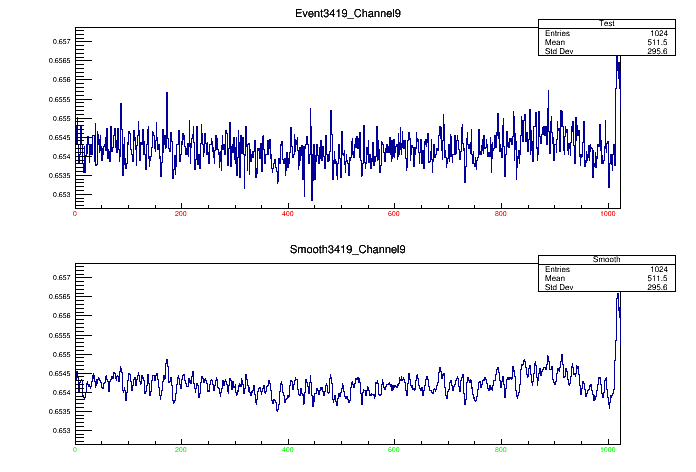 Event3419_Channel9
Test
Entries 1024
Mean 511.5
Std Dev 295.6
0.657
0.6565
0.656
0.6555
0.655
0.6545
0.654
0.6535
0.653
0 200 400 600 800 1000
Smooth3419_Channel9
Smooth
Entries 1024
Mean 511.5
Std Dev 295.6
0.657
0.6565
0.656
0.6555
0.655
0.6545
0.654
0.6535
0.653
0 200 400 600 800 1000